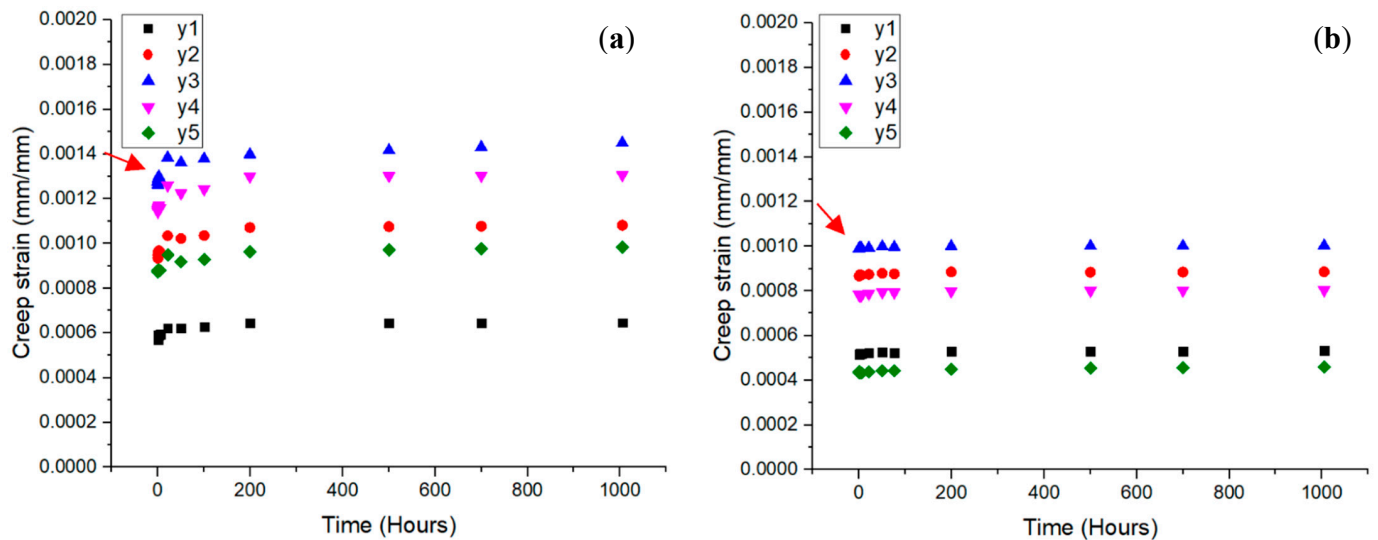 (a)
y1
y2
y3
y4
y5
0.0020
0.0018
0.0016
0.0014
0.0012
0.0010
0.0008
0.0006
0.0004
0.0002
0.0000
Creep strain (mm/mm)
0 200 400 600 800 1000
Time (Hours)
(b)
y1
y2
y3
y4
y5
0.0020
0.0018
0.0016
0.0014
0.0012
0.0010
0.0008
0.0006
0.0004
0.0002
0.0000
Creep strain (mm/mm)
0 200 400 600 800 1000
Time (Hours)